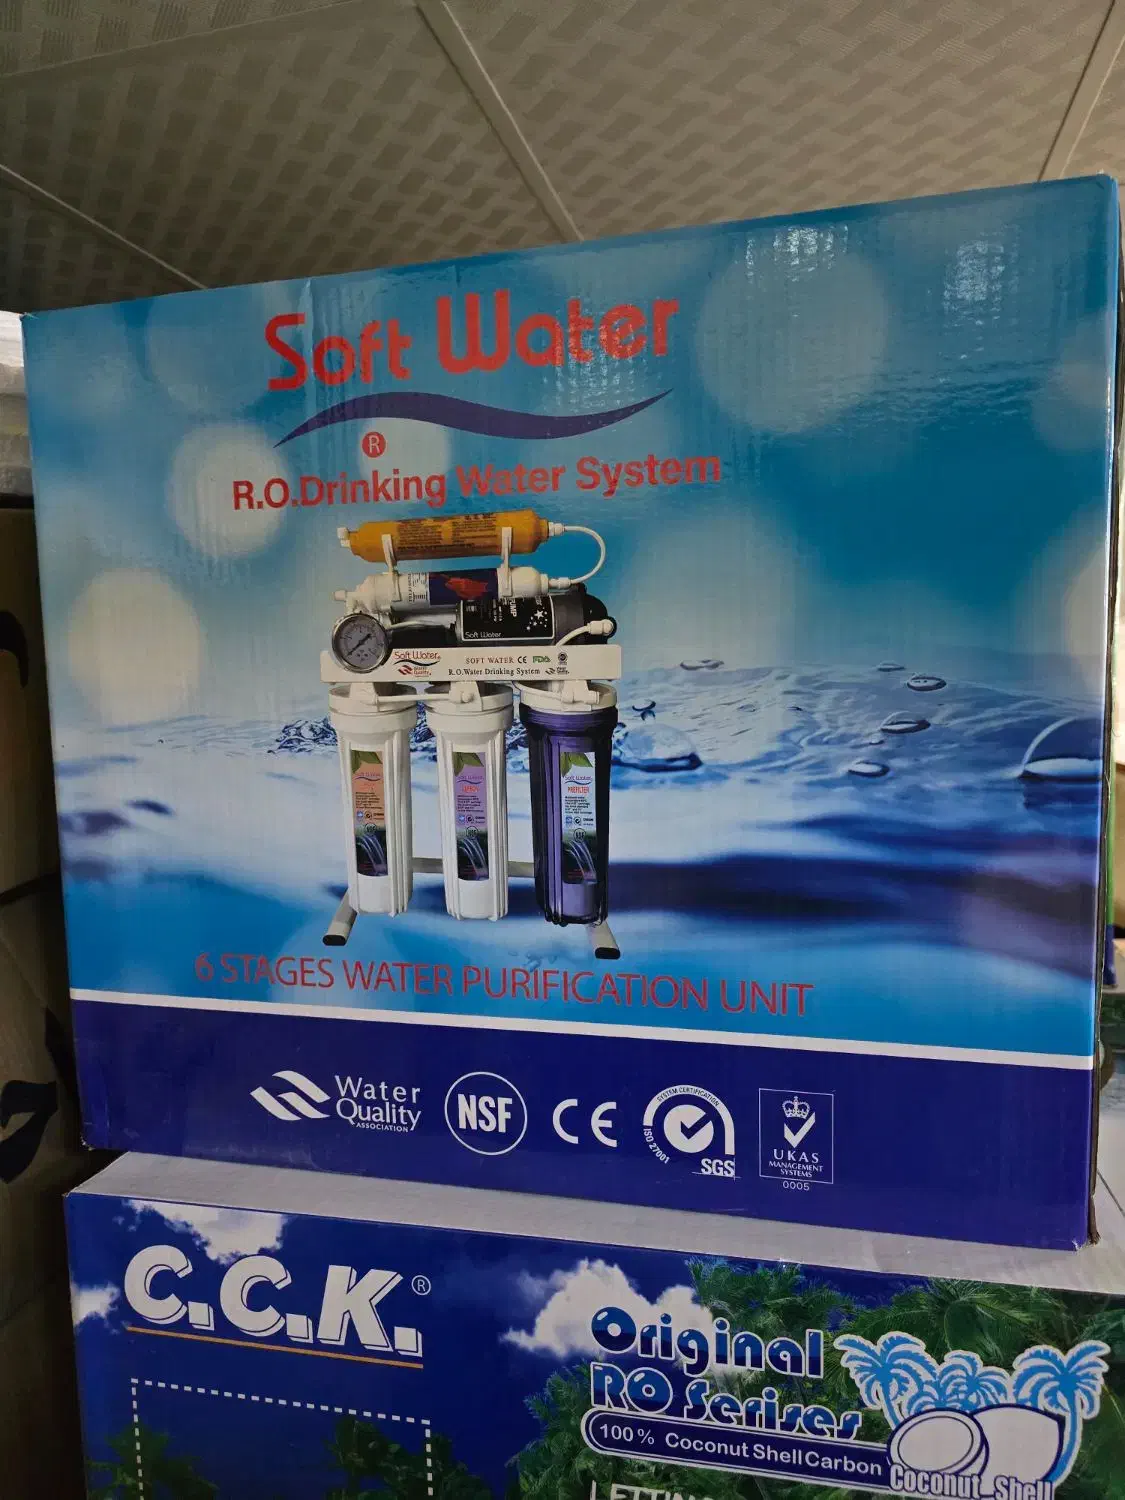 Soft Water
®
R.O.Drinking Water System
Soft Water
Soft Water
SOFT WATER CE FDA
R.O.Water Drinking System
Soft Water
PREFILTER
6 STAGES WATER PURIFICATION UNIT
Water
Quality
ASSOCIATION
NSF
CE
SYSTEM CERTIFICATION
ISO 27001
SGS
UKAS
MANAGEMENT
SYSTEMS
0005
C.C.K.®
Original
RO Serises
100% Coconut Shell Carbon
Coconut Shell